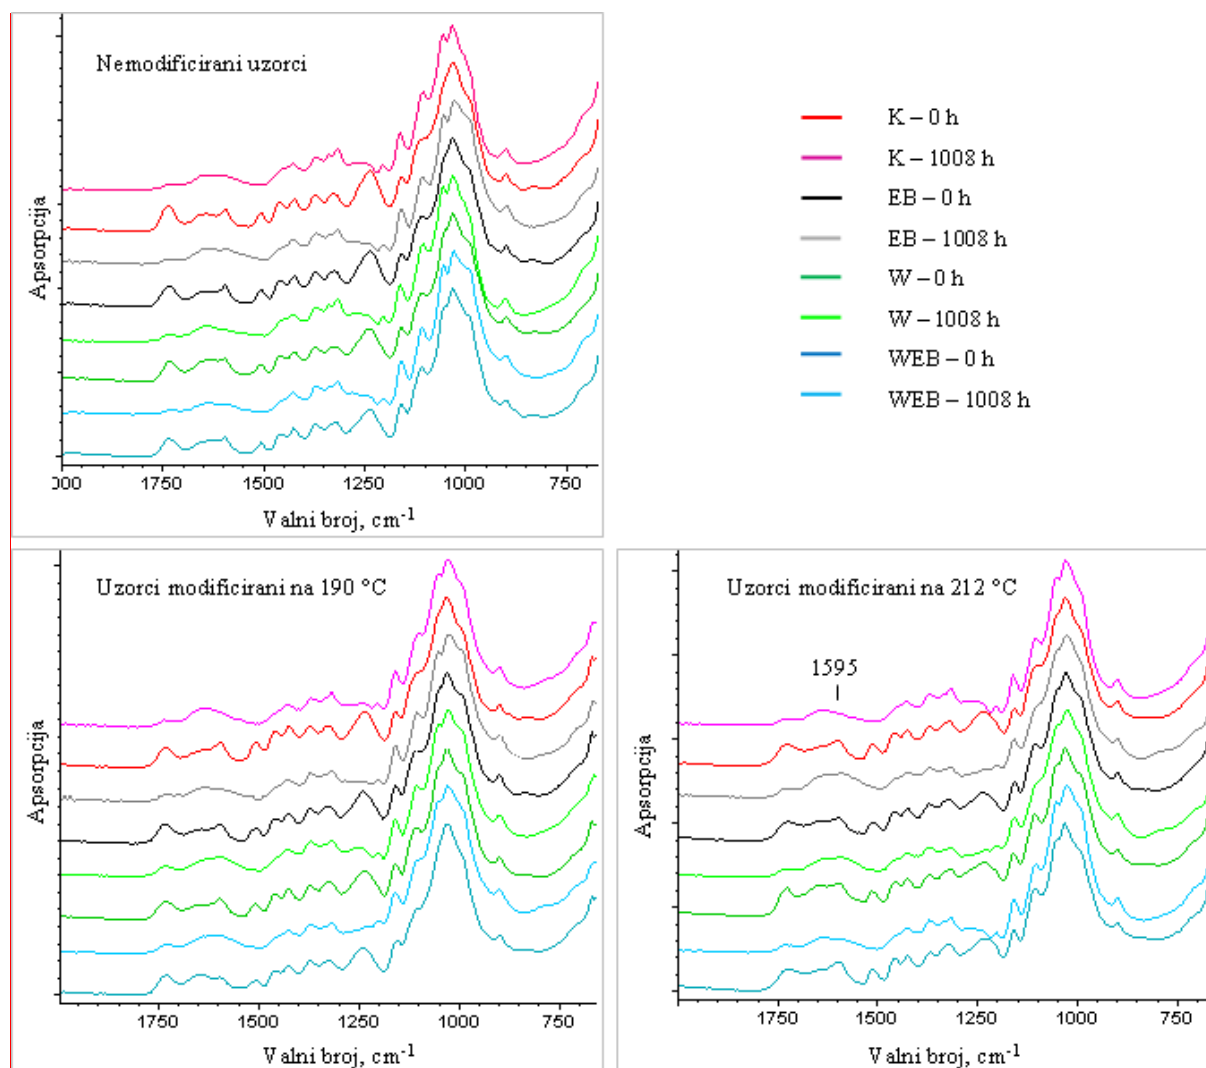 Nemodificirani uzorci
Apsorpcija
000
1750
1500
1250
1000
750
Valni broj, cm-1
K – 0 h
K – 1008 h
EB – 0 h
EB – 1008 h
W – 0 h
W – 1008 h
WEB – 0 h
WEB – 1008 h
Uzorci modificirani na 190 °C
Apsorpcija
1750
1500
1250
1000
750
Valni broj, cm-1
Uzorci modificirani na 212 °C
1595
Apsorpcija
1750
1500
1250
1000
750
Valni broj, cm-1